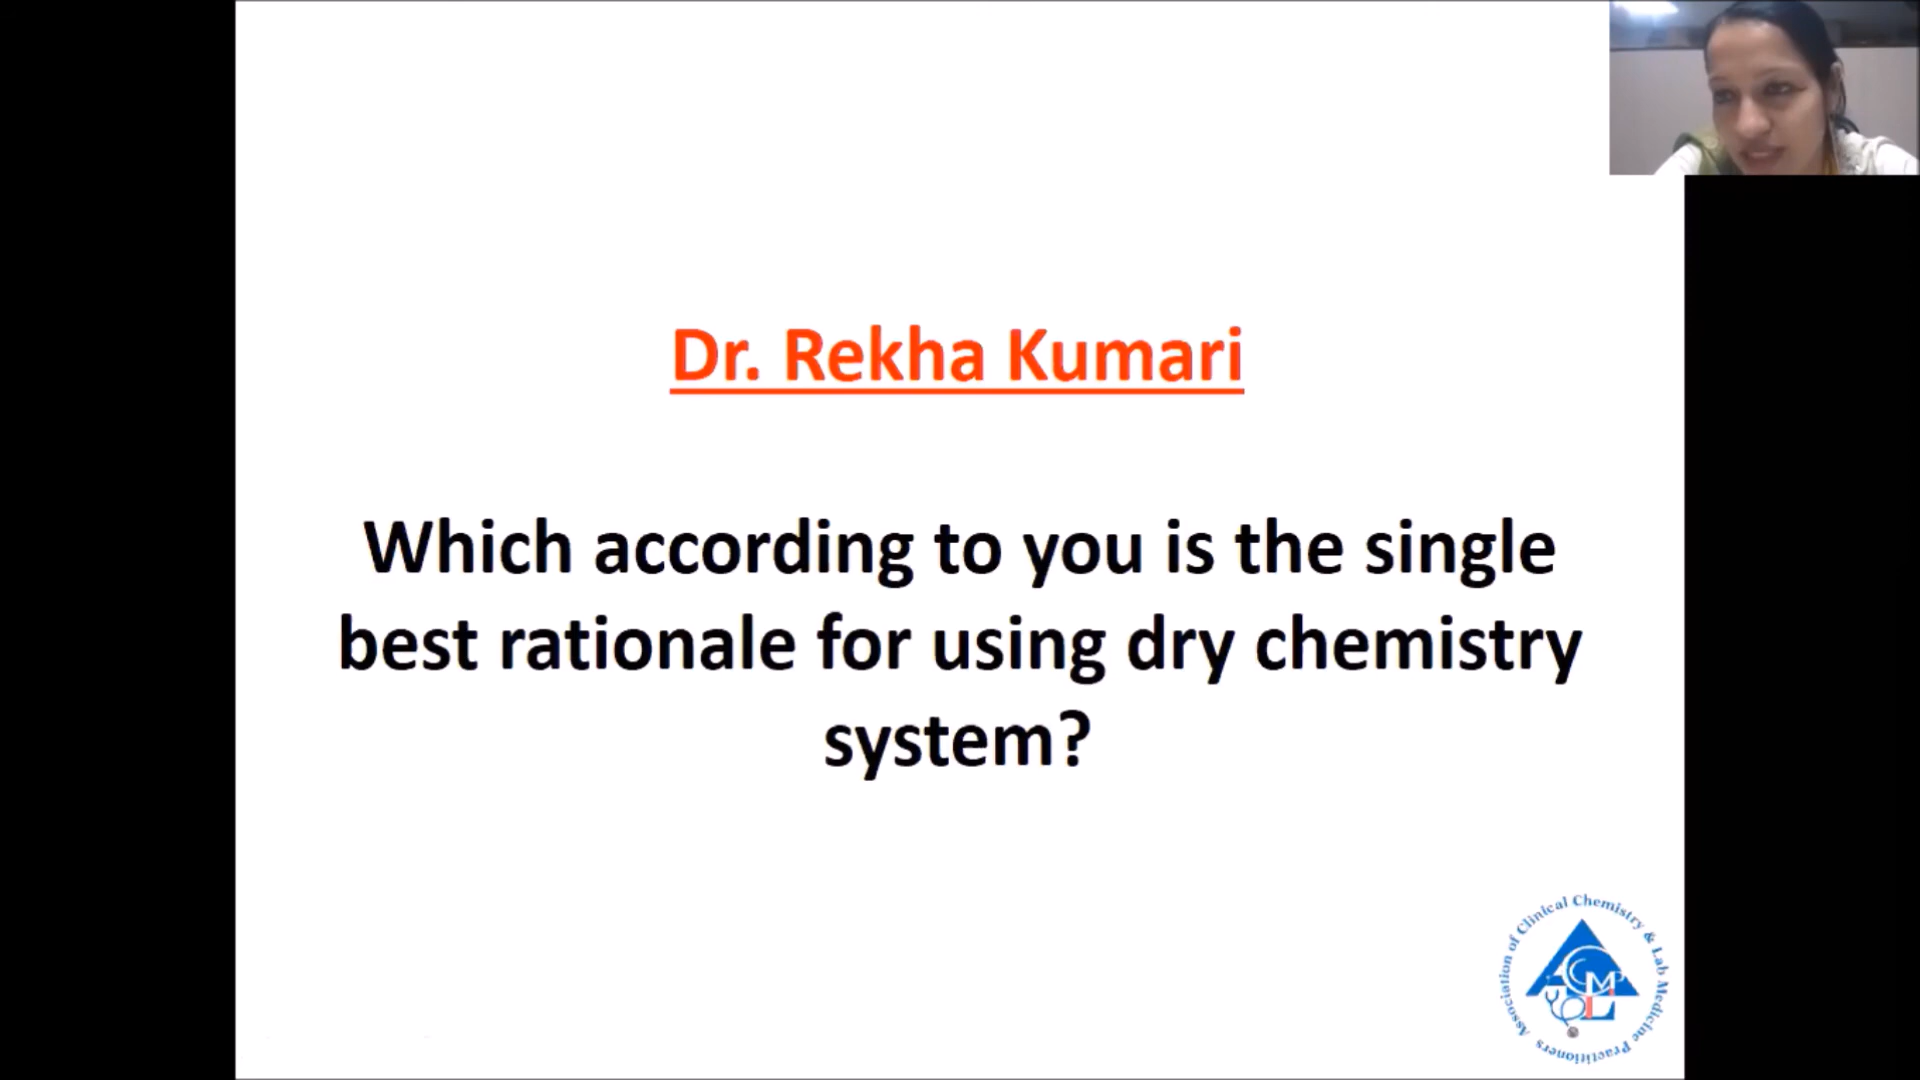 Dr. Rekha Kumari
Which according to you is the single
best rationale for using dry chemistry
system?
Association of Clinical Chemistry & Lab Medicine Practitioners